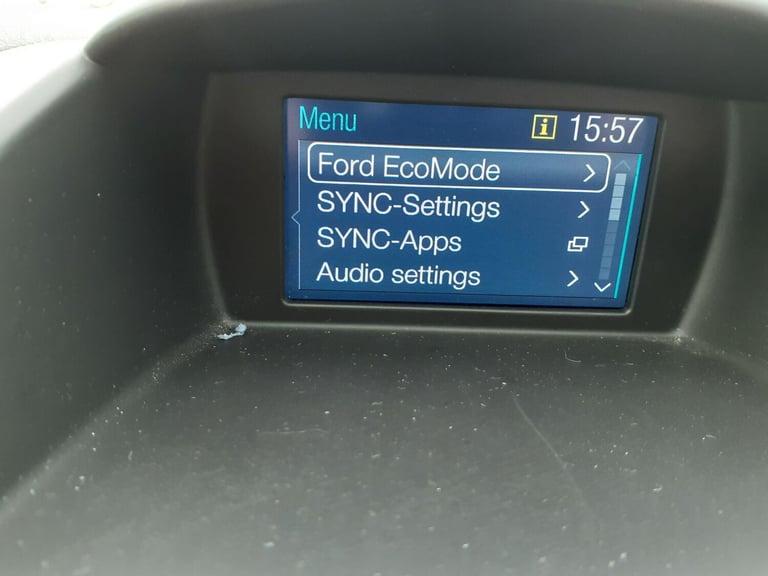 Menu i 15:57
Ford EcoMode
SYNC-Settings
SYNC-Apps
Audio settings